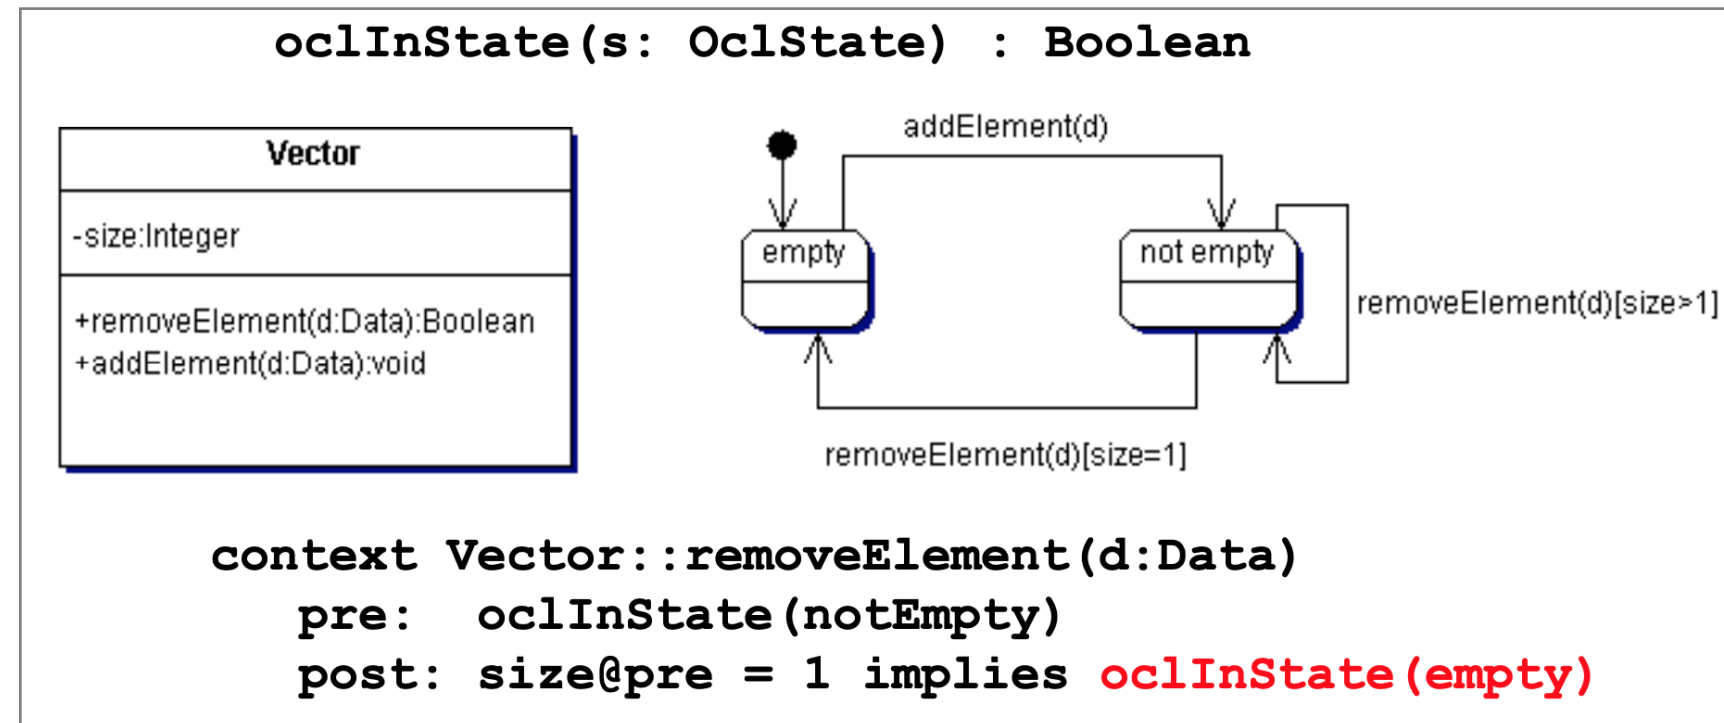 oclInState(s: OclState) : Boolean
Vector
-size:Integer
+removeElement(d:Data):Boolean
+addElement(d:Data):void
addElement(d)
empty
not empty
removeElement(d)[size>1]
removeElement(d)[size=1]
context Vector::removeElement(d:Data)
pre: oclInState(notEmpty)
post: size@pre = 1 implies oclInState(empty)